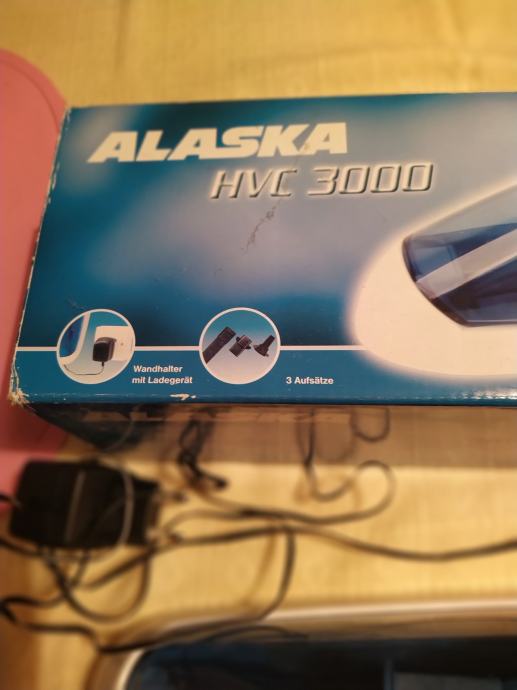 ALASKA
HVC 3000
Wandhalter
mit Ladegerät
3 Aufsätze